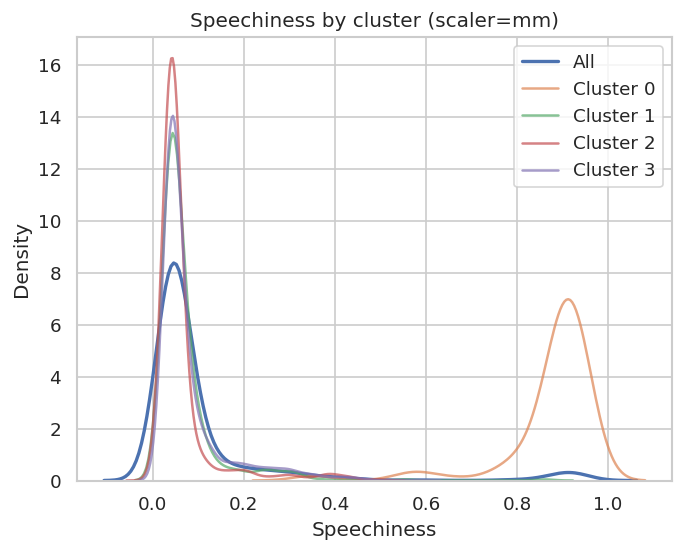 Speechiness by cluster (scaler=mm)
All
Cluster 0
Cluster 1
Cluster 2
Cluster 3
Density
16
14
12
10
8
6
4
2
0
0.0 0.2 0.4 0.6 0.8 1.0
Speechiness